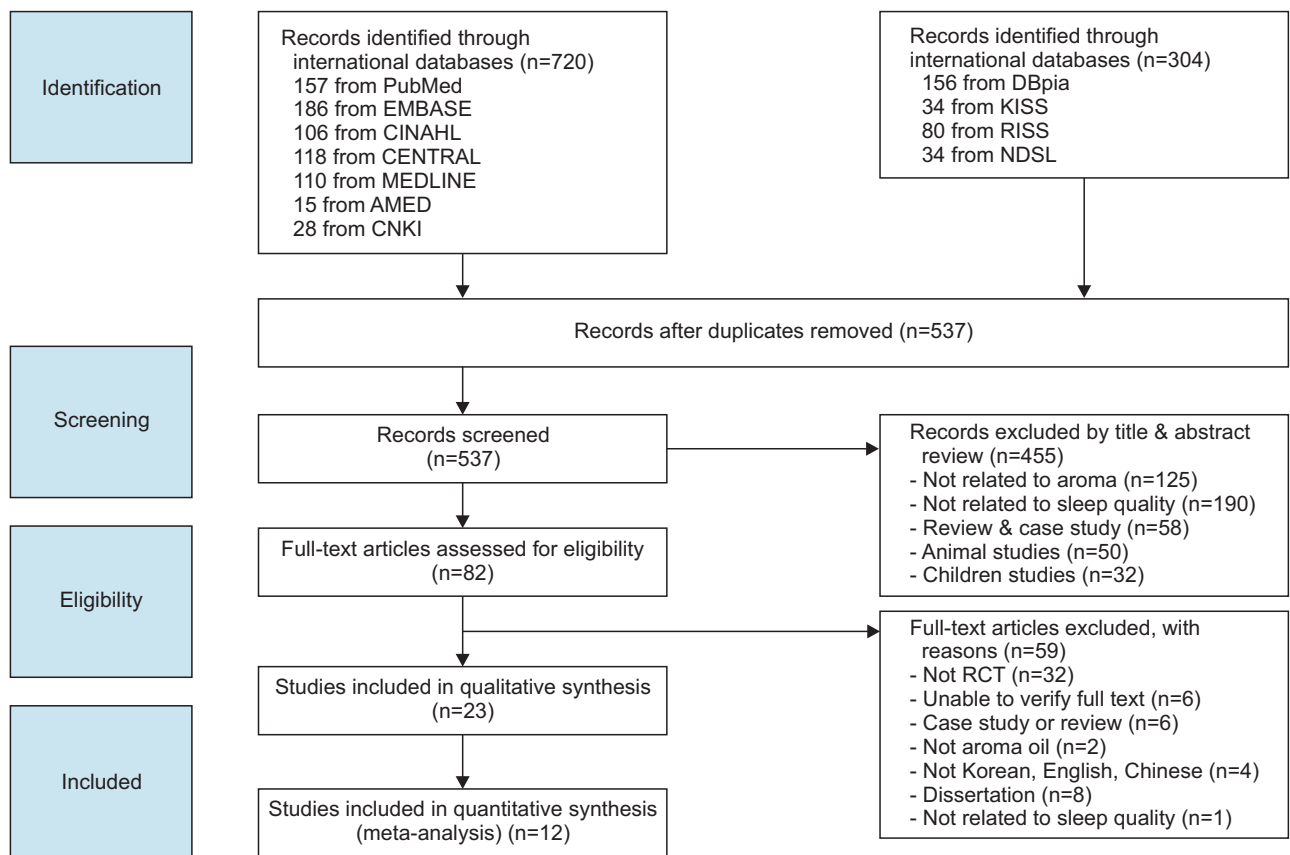 Identification
Records identified through
international databases (n=720)
157 from PubMed
186 from EMBASE
106 from CINAHL
118 from CENTRAL
110 from MEDLINE
15 from AMED
28 from CNKI
Records identified through
international databases (n=304)
156 from DBpia
34 from KISS
80 from RISS
34 from NDSL
Records after duplicates removed (n=537)
Screening
Records screened
(n=537)
Records excluded by title & abstract
review (n=455)
- Not related to aroma (n=125)
- Not related to sleep quality (n=190)
- Review & case study (n=58)
- Animal studies (n=50)
- Children studies (n=32)
Eligibility
Full-text articles assessed for eligibility
(n=82)
Full-text articles excluded, with
reasons (n=59)
- Not RCT (n=32)
- Unable to verify full text (n=6)
- Case study or review (n=6)
- Not aroma oil (n=2)
- Not Korean, English, Chinese (n=4)
- Dissertation (n=8)
- Not related to sleep quality (n=1)
Studies included in qualitative synthesis
(n=23)
Included
Studies included in quantitative synthesis
(meta-analysis) (n=12)